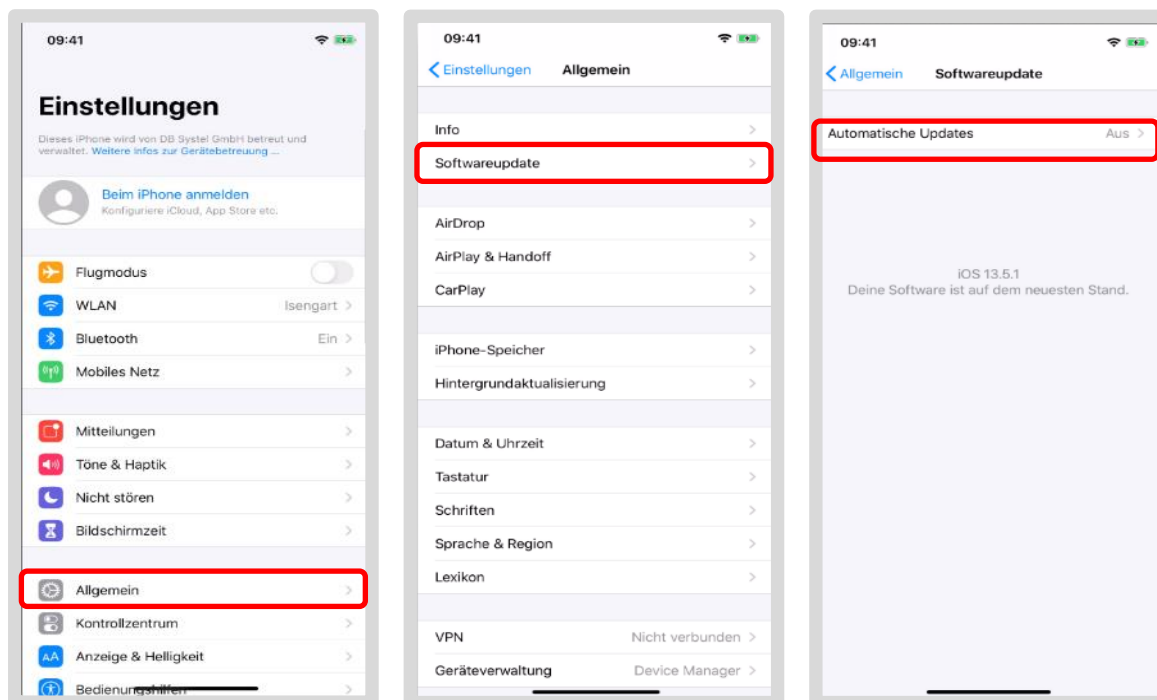 09:41
Einstellungen
Dieses iPhone wird von DB Systel GmbH betreut und
verwaltet. Weitere Infos zur Gerätebetreuung ...
Beim iPhone anmelden
Konfiguriere iCloud, App Store etc.
Flugmodus
WLAN Isengart
Bluetooth Ein
Mobiles Netz
Mitteilungen
Töne & Haptik
Nicht stören
Bildschirmzeit
Allgemein
Kontrollzentrum
AA Anzeige & Helligkeit
Bedienungshilfen
09:41
Einstellungen Allgemein
Info
Softwareupdate
AirDrop
AirPlay & Handoff
CarPlay
iPhone-Speicher
Hintergrundaktualisierung
Datum & Uhrzeit
Tastatur
Schriften
Sprache & Region
Lexikon
VPN Nicht verbunden
Geräteverwaltung Device Manager
09:41
Allgemein Softwareupdate
Automatische Updates Aus
iOS 13.5.1
Deine Software ist auf dem neuesten Stand.